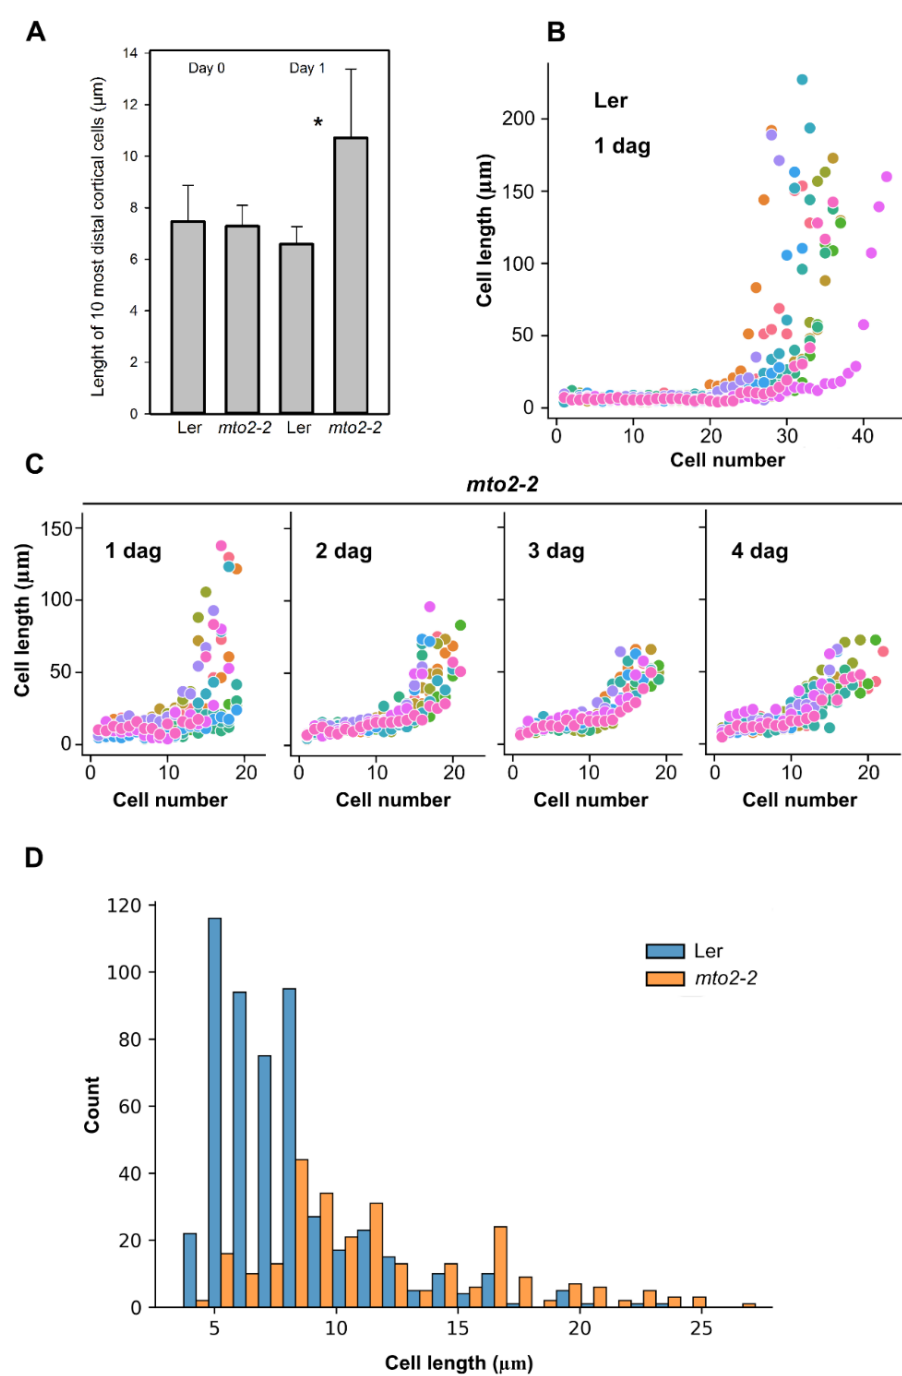 A
Lenght of 10 most distal cortical cells (µm)
14
12
10
8
6
4
2
0
Day 0
Day 1
*
Ler
mto2-2
Ler
mto2-2
B
Ler
1 dag
Cell length (µm)
200
150
100
50
0
0
10
20
30
40
Cell number
C
mto2-2
Cell length (µm)
150
100
50
0
1 dag
2 dag
3 dag
4 dag
0
10
20
0
10
20
0
10
20
0
10
20
Cell number
Cell number
Cell number
Cell number
D
Count
120
100
80
60
40
20
0
Ler
mto2-2
5
10
15
20
25
Cell length (µm)